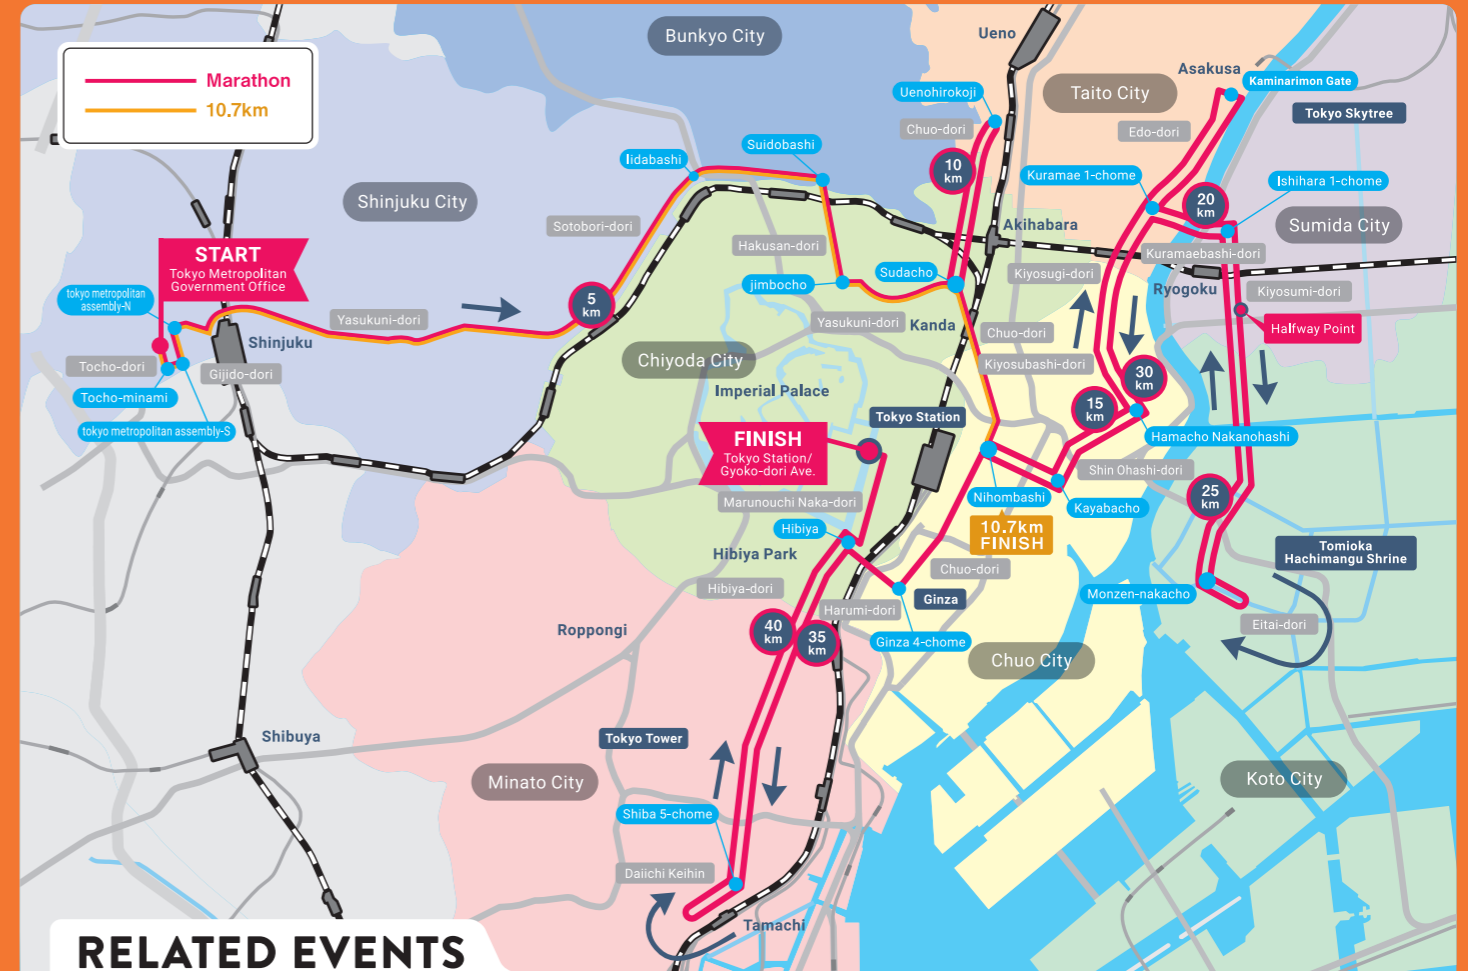 Marathon
10.7km
Bunkyo City
Ueno
Asakusa
Kaminarimon Gate
Taito City
Tokyo Skytree
Uenohirokoji
Chuo-dori
Edo-dori
Iidabashi
Suidobashi
10
km
Kuramae 1-chome
Ishihara 1-chome
Shinjuku City
20
km
Sotobori-dori
Hakusan-dori
Akihabara
Sumida City
START
Tokyo Metropolitan
Government Office
Kuramaebashi-dori
tokyo metropolitan
assembly-N
jimbocho
Sudacho
Kiyosugi-dori
Ryogoku
Kiyosumi-dori
5
km
Yasukuni-dori
Yasukuni-dori
Kanda
Chuo-dori
Halfway Point
Shinjuku
Tocho-dori
Gijido-dori
Chiyoda City
Kiyosubashi-dori
30
km
Tocho-minami
Imperial Palace
15
km
tokyo metropolitan assembly-S
Tokyo Station
Hamacho Nakanohashi
FINISH
Tokyo Station/
Gyoko-dori Ave.
Shin Ohashi-dori
Marunouchi Naka-dori
Nihombashi
Kayabacho
25
km
Hibiya
10.7km
FINISH
Hibiya Park
Tomioka
Hachimangu Shrine
Chuo-dori
Hibiya-dori
Ginza
Monzen-nakacho
Harumi-dori
Eitai-dori
Roppongi
40
km
35
km
Ginza 4-chome
Chuo City
Shibuya
Tokyo Tower
Minato City
Koto City
Shiba 5-chome
Daiichi Keihin
Tamachi
RELATED EVENTS